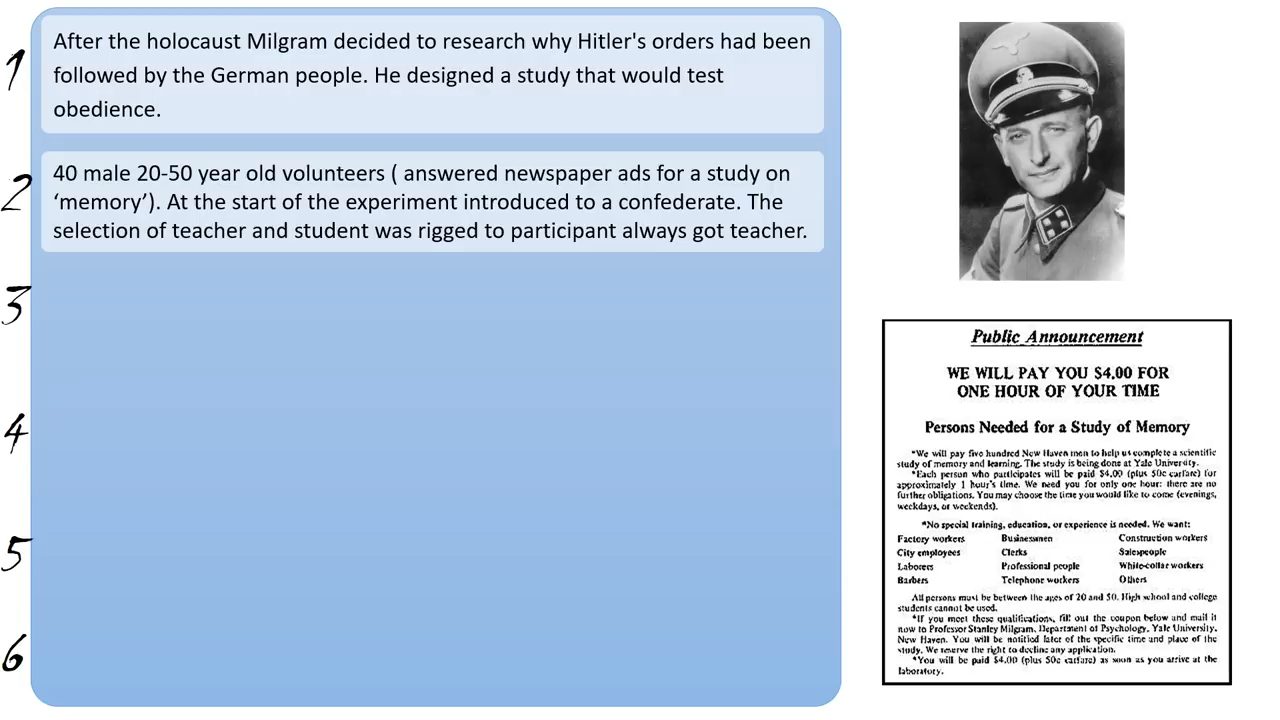 1
After the holocaust Milgram decided to research why Hitler's orders had been
followed by the German people. He designed a study that would test
obedience.
2
40 male 20-50 year old volunteers ( answered newspaper ads for a study on
‘memory’). At the start of the experiment introduced to a confederate. The
selection of teacher and student was rigged to participant always got teacher.
3
4
5
6
Public Announcement
WE WILL PAY YOU $4.00 FOR
ONE HOUR OF YOUR TIME
Persons Needed for a Study of Memory
*We will pay five hundred New Haven men to help us complete a scientific
study of memory and learning. The study is being done at Yale University.
*Each person who participates will be paid $4.00 (plus 50c carfare) for
approximately 1 hour's time. We need you for only one hour: there are no
further obligations. You may choose the time you would like to come (evenings,
weekdays, or weekends).
*No special training, education, or experience is needed. We want:
Factory workers Businessmen Construction workers
City employees Clerks Salespeople
Laborers Professional people White-collar workers
Barbers Telephone workers Others
All persons must be between the ages of 20 and 50. High school and college
students cannot be used.
*If you meet these qualifications, fill out the coupon below and mail it
now to Professor Stanley Milgram, Department of Psychology, Yale University,
New Haven. You will be notified later of the specific time and place of the
study. We reserve the right to decline any application.
*You will be paid $4.00 (plus 50c carfare) as soon as you arrive at the
laboratory.